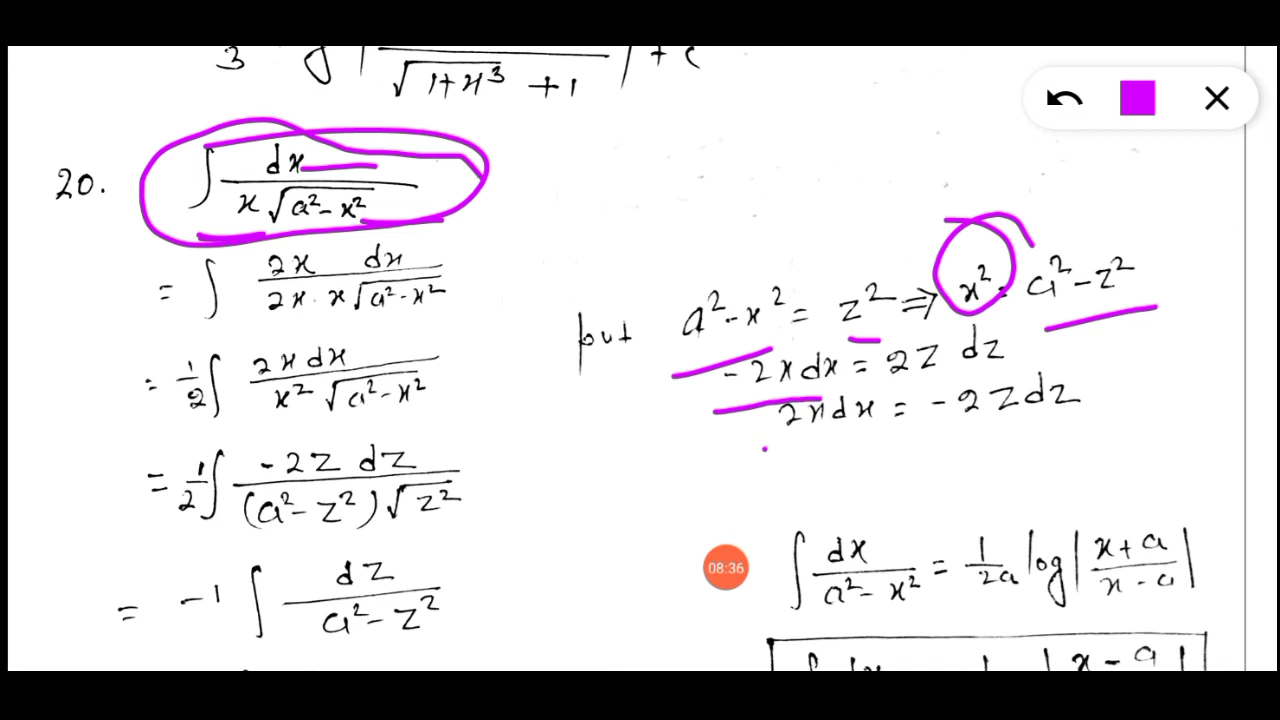 3 g | √1+x³ +1 | + c
20. ∫ dx / x√a²-x²
= ∫ 2x dx / 2x·x√a²-x²
= 1/2 ∫ 2x dx / x² √a²-x²
= 1/2 ∫ -2z dz / (a²-z²)√z²
= -1 ∫ dz / a²-z²
put a²-x² = z² ⇒ x² = a²-z²
-2x dx = 2z dz
2x dx = -2z dz
08:36
∫ dx / a²-x² = 1/2a log | x+a / x-a |